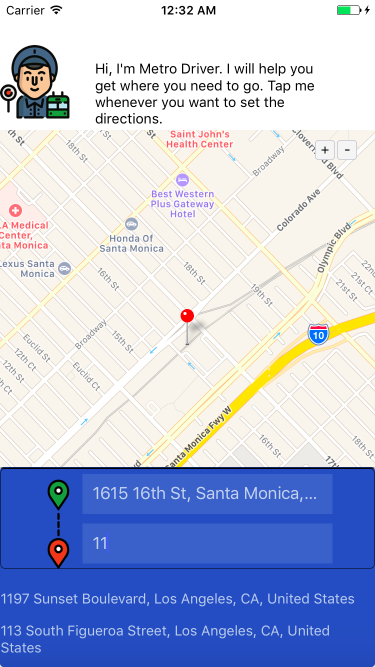 Carrier 12:32 AM
Hi, I'm Metro Driver. I will help you
get where you need to go. Tap me
whenever you want to set the
directions.
Saint John's
Health Center
+ -
18th St
Broadway
Cloverfield Blvd
Best Western
Plus Gateway
Hotel
Colorado Ave
LA Medical
Center,
nta Monica
Honda Of
Santa Monica
Olympic Blvd
Lexus Santa
Monica
16th St
18th St
19th St
21st St
22nd St
Euclid St
Broadway
15th St
10
12th St
11th St
Euclid Ct
Santa Monica Fwy W
16th St
17th
1615 16th St, Santa Monica,...
11
1197 Sunset Boulevard, Los Angeles, CA, United States
113 South Figueroa Street, Los Angeles, CA, United
States